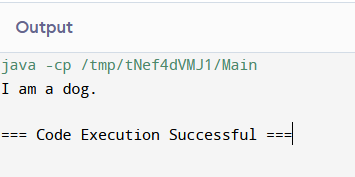 Output
java -cp /tmp/tNef4dVMJ1/Main
I am a dog.
=== Code Execution Successful ===